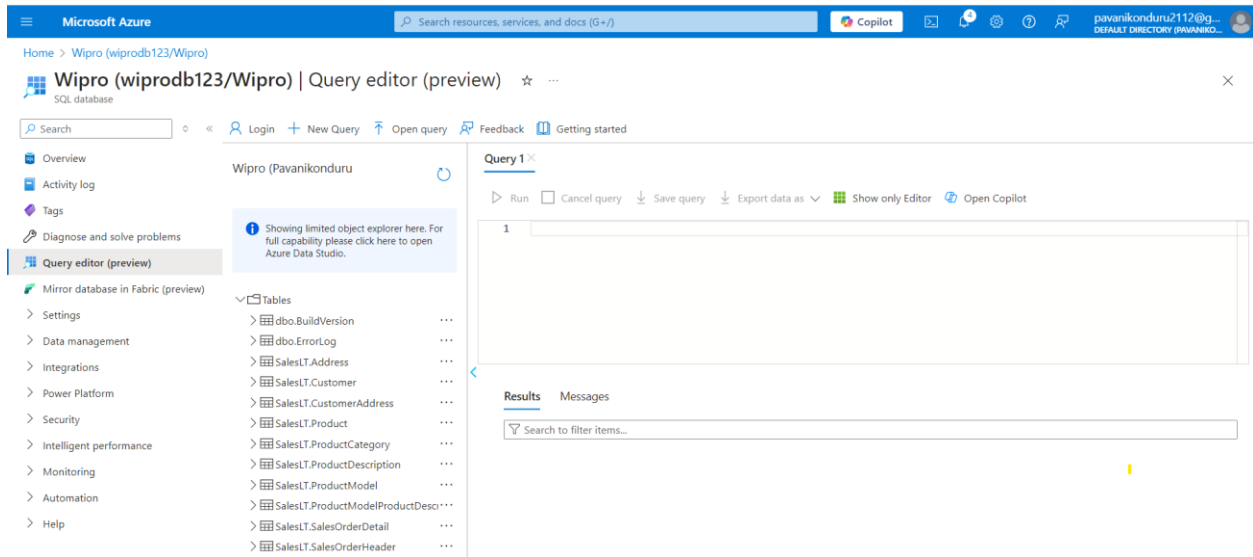 Microsoft Azure
Search resources, services, and docs (G+/)
Copilot
4
pavanikonduru2112@g...
DEFAULT DIRECTORY (PAVANIKO...
Home > Wipro (wiprodb123/Wipro)
Wipro (wiprodb123/Wipro) | Query editor (preview)
SQL database
Search
Login
New Query
Open query
Feedback
Getting started
Overview
Activity log
Tags
Diagnose and solve problems
Query editor (preview)
Mirror database in Fabric (preview)
Settings
Data management
Integrations
Power Platform
Security
Intelligent performance
Monitoring
Automation
Help
Wipro (Pavanikonduru
Showing limited object explorer here. For
full capability please click here to open
Azure Data Studio.
Tables
dbo.BuildVersion
dbo.ErrorLog
SalesLT.Address
SalesLT.Customer
SalesLT.CustomerAddress
SalesLT.Product
SalesLT.ProductCategory
SalesLT.ProductDescription
SalesLT.ProductModel
SalesLT.ProductModelProductDescr...
SalesLT.SalesOrderDetail
SalesLT.SalesOrderHeader
Query 1
Run
Cancel query
Save query
Export data as
Show only Editor
Open Copilot
1
Results
Messages
Search to filter items...